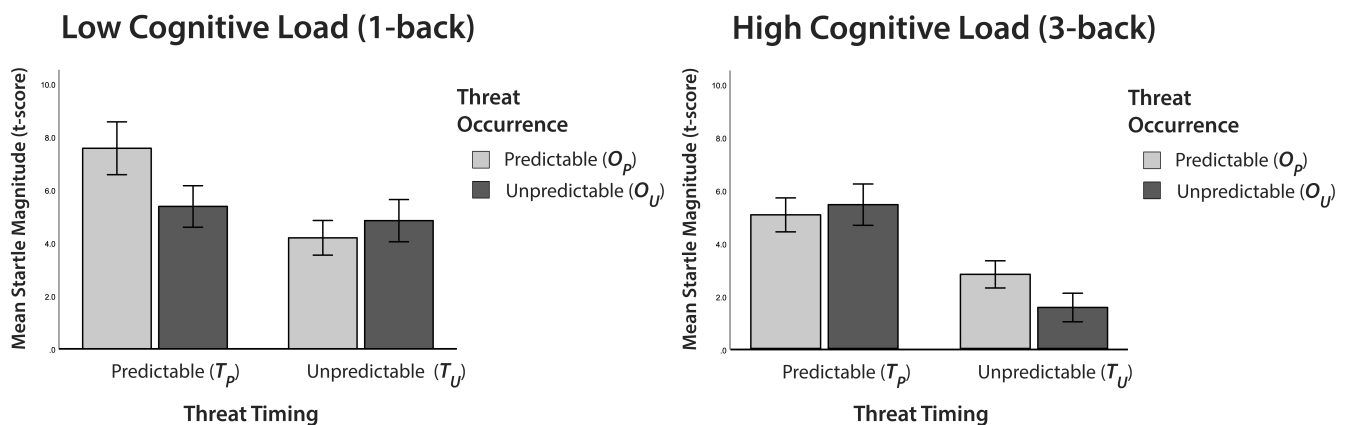 Low Cognitive Load (1-back)
Mean Startle Magnitude (t-score)
10.0
8.0
6.0
4.0
2.0
.0
Predictable (TP)
Unpredictable (TU)
Threat Timing
Threat
Occurrence
Predictable (OP)
Unpredictable (OU)
High Cognitive Load (3-back)
Mean Startle Magnitude (t-score)
10.0
8.0
6.0
4.0
2.0
.0
Predictable (TP)
Unpredictable (TU)
Threat Timing
Threat
Occurrence
Predictable (OP)
Unpredictable (OU)